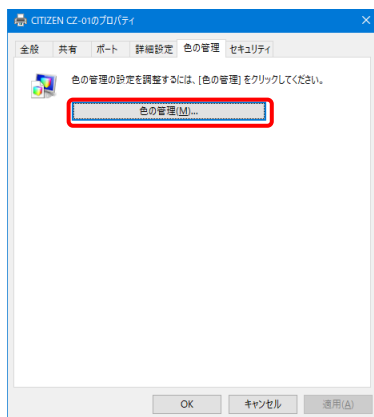 CITIZEN CZ-01のプロパティ
全般 共有 ポート 詳細設定 色の管理 セキュリティ
色の管理の設定を調整するには、[色の管理] をクリックしてください。
色の管理(M)...
OK キャンセル 適用(A)